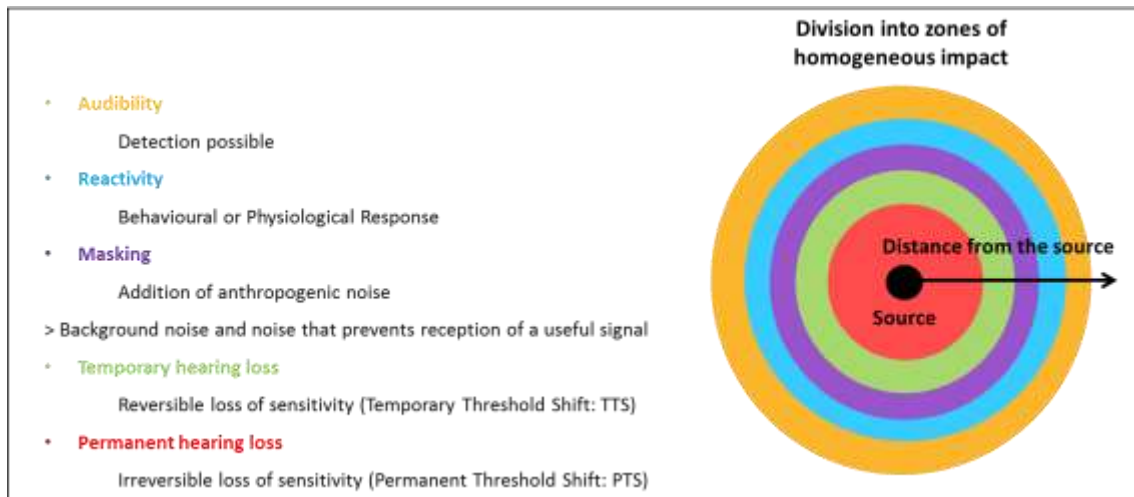 Division into zones of
homogeneous impact
• Audibility
Detection possible
• Reactivity
Behavioural or Physiological Response
• Masking
Addition of anthropogenic noise
> Background noise and noise that prevents reception of a useful signal
• Temporary hearing loss
Reversible loss of sensitivity (Temporary Threshold Shift: TTS)
• Permanent hearing loss
Irreversible loss of sensitivity (Permanent Threshold Shift: PTS)
Distance from the source
Source